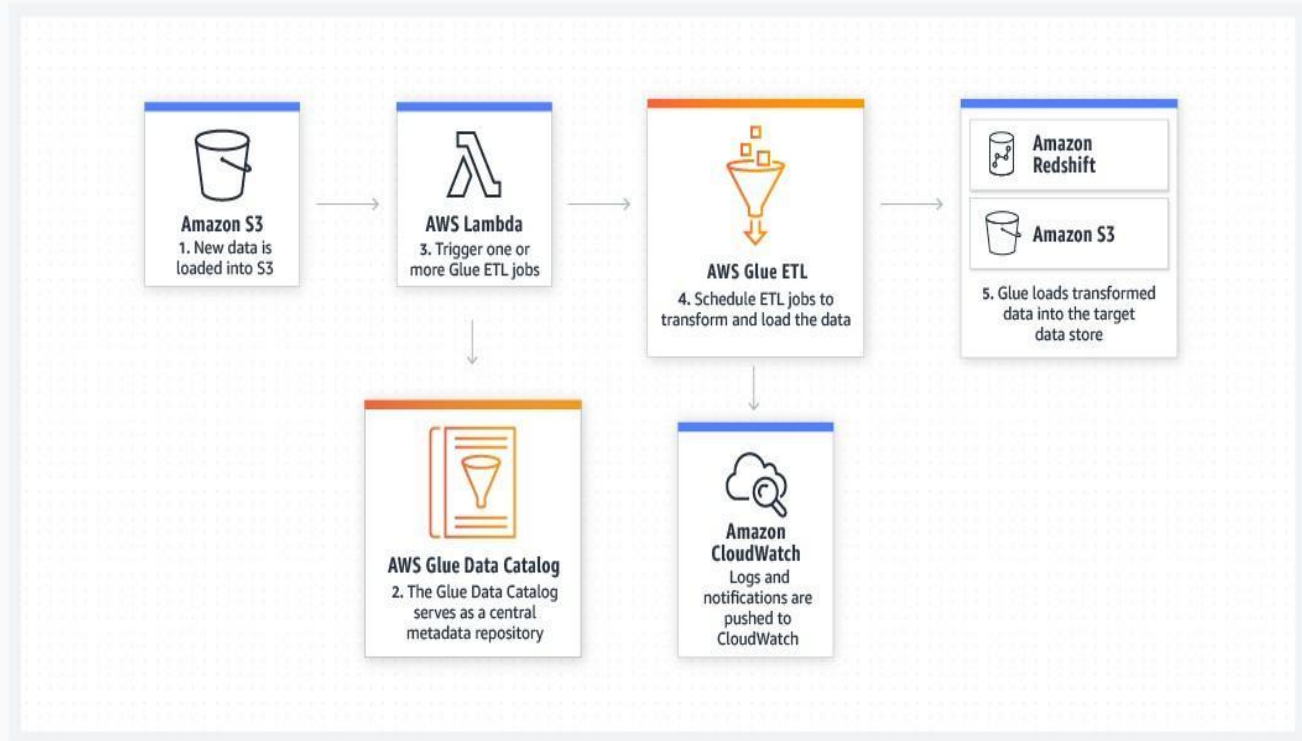 Amazon S3
1. New data is
loaded into S3
AWS Lambda
3. Trigger one or
more Glue ETL jobs
AWS Glue ETL
4. Schedule ETL jobs to
transform and load the data
Amazon
Redshift
Amazon S3
5. Glue loads transformed
data into the target
data store
AWS Glue Data Catalog
2. The Glue Data Catalog
serves as a central
metadata repository
Amazon
CloudWatch
Logs and
notifications are
pushed to
CloudWatch